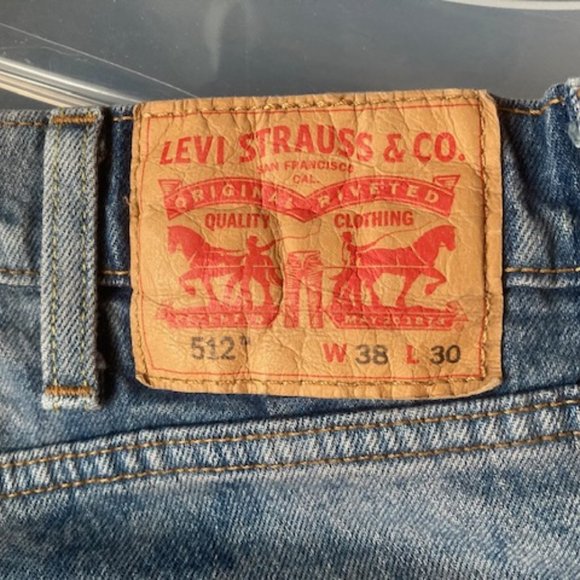 LEVI STRAUSS & CO.
SAN FRANCISCO
CAL.
ORIGINAL RIVETED
QUALITY CLOTHING
512™ W 38 L 30